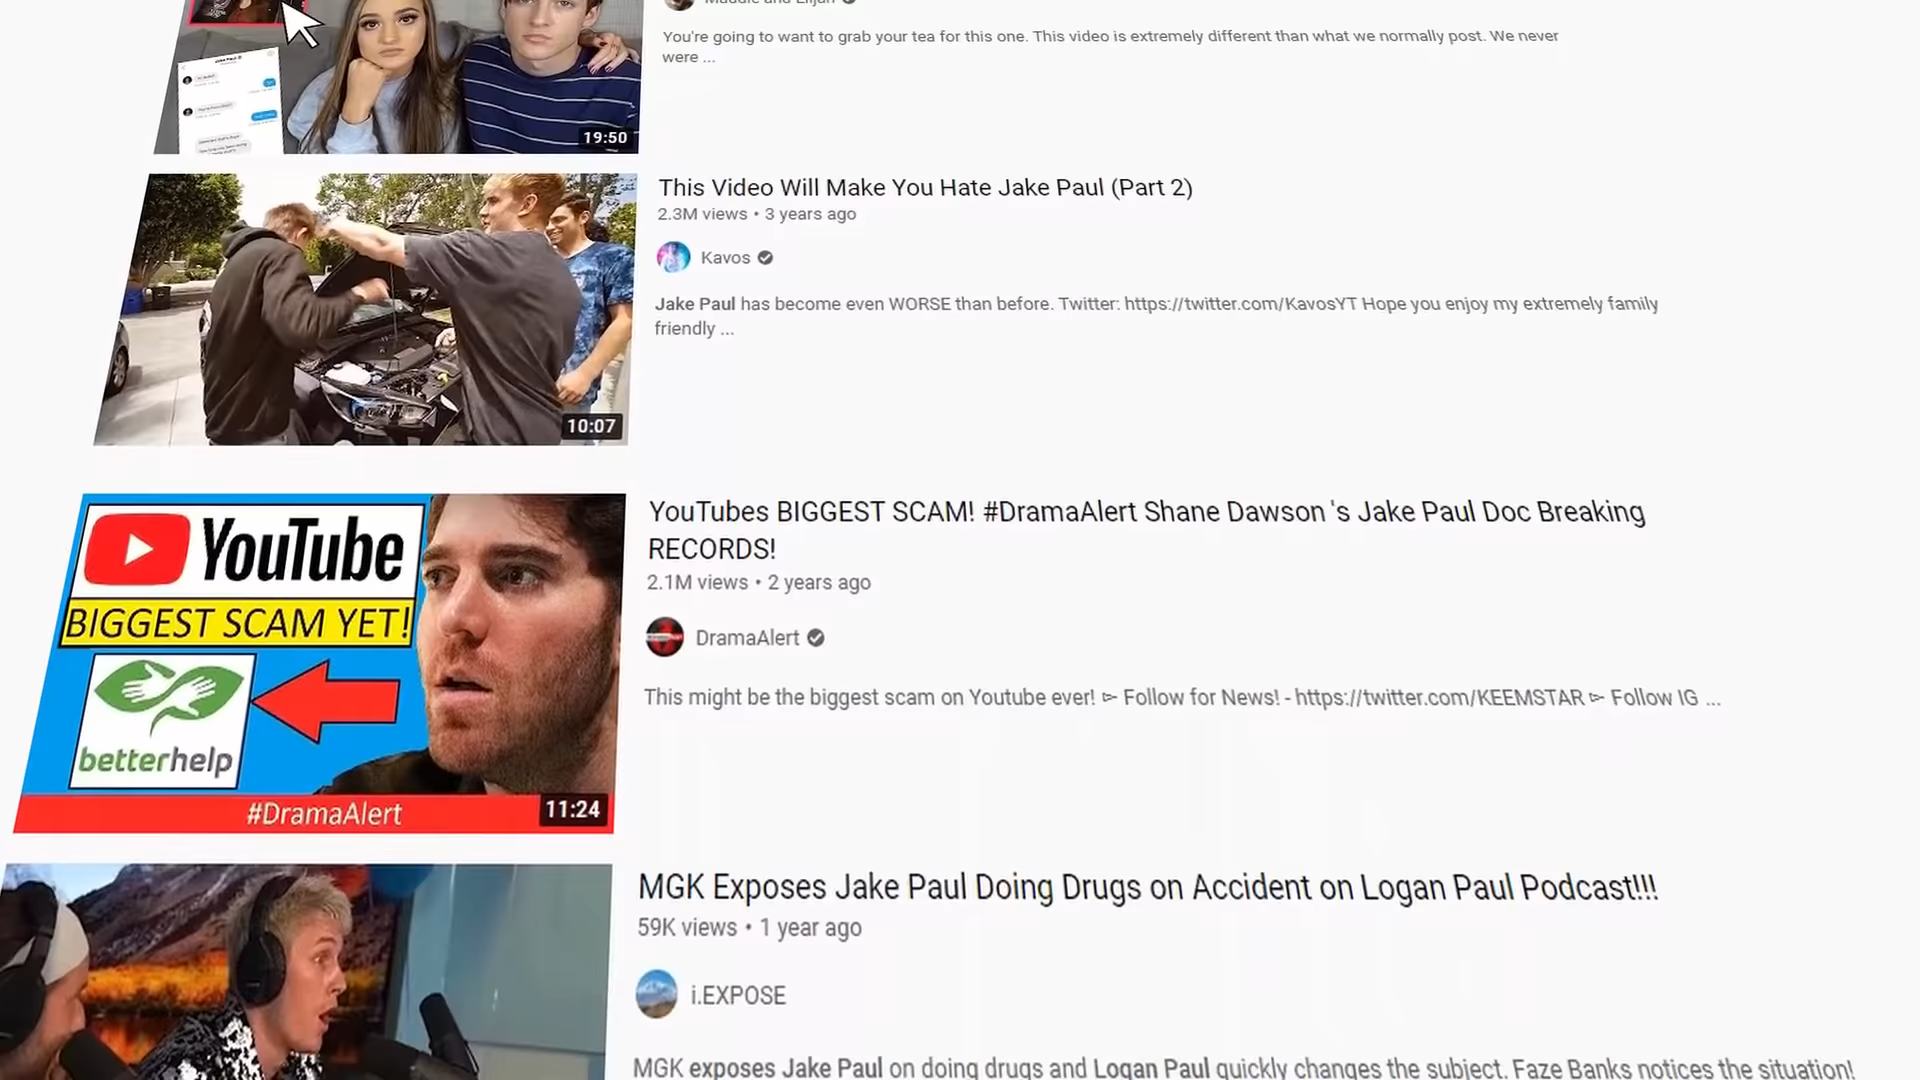 Maddie and Elijah
You're going to want to grab your tea for this one. This video is extremely different than what we normally post. We never
were ...
19:50
This Video Will Make You Hate Jake Paul (Part 2)
2.3M views • 3 years ago
Kavos
Jake Paul has become even WORSE than before. Twitter: https://twitter.com/KavosYT Hope you enjoy my extremely family
friendly ...
10:07
YouTube
BIGGEST SCAM YET!
betterhelp
#DramaAlert
11:24
YouTubes BIGGEST SCAM! #DramaAlert Shane Dawson 's Jake Paul Doc Breaking
RECORDS!
2.1M views • 2 years ago
DramaAlert
This might be the biggest scam on Youtube ever! ⊳ Follow for News! - https://twitter.com/KEEMSTAR ⊳ Follow IG ...
MGK Exposes Jake Paul Doing Drugs on Accident on Logan Paul Podcast!!!
59K views • 1 year ago
i.EXPOSE
MGK exposes Jake Paul on doing drugs and Logan Paul quickly changes the subject. Faze Banks notices the situation!